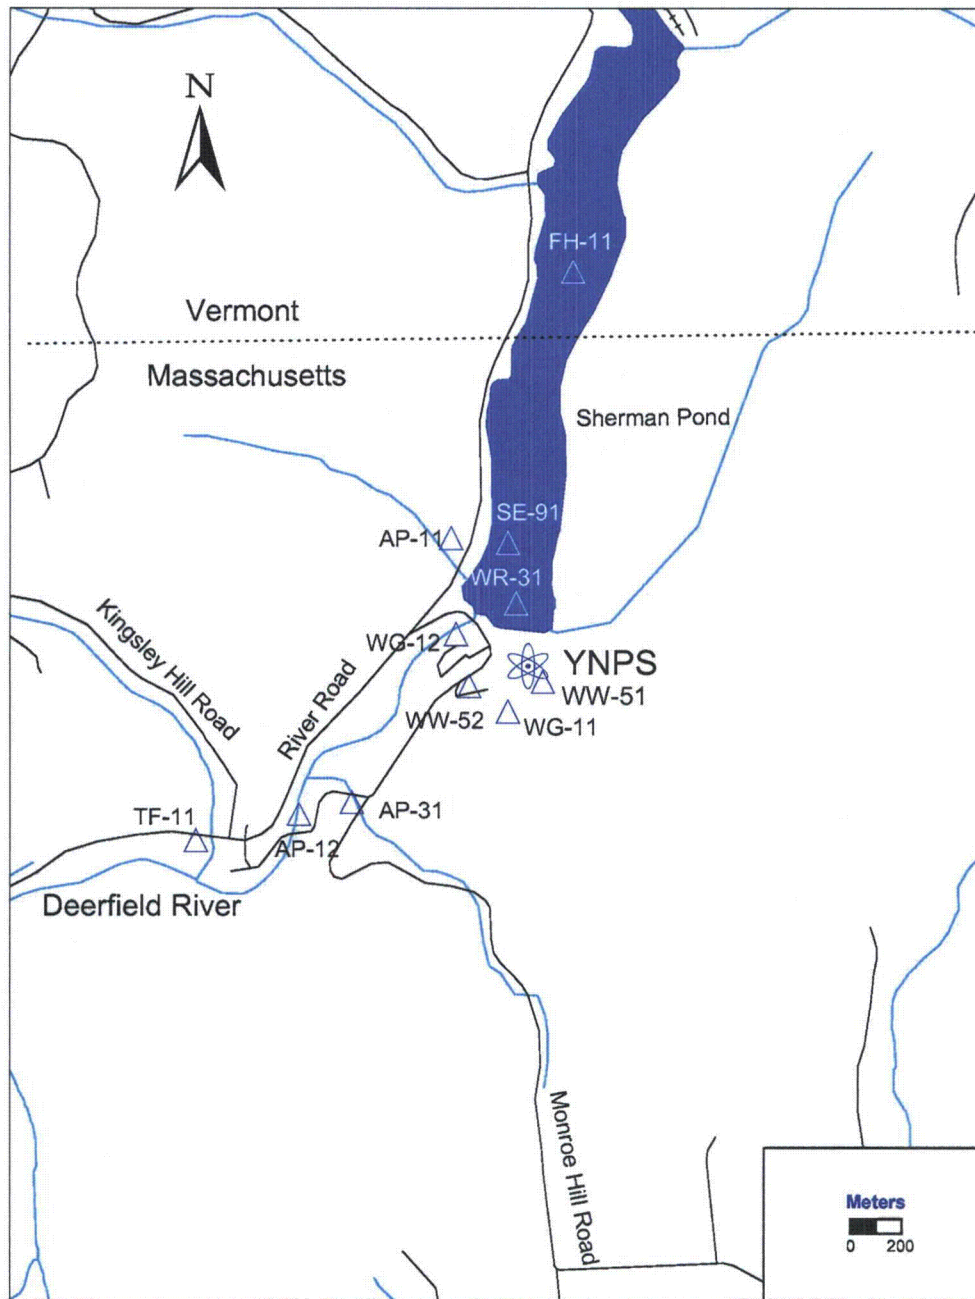 N
FH-11
Vermont
Massachusetts
Sherman Pond
SE-91
AP-11
WR-31
Kingsley Hill Road
WG-12
River Road
YNPS
WW-51
WW-52
WG-11
TF-11
AP-31
AP-12
Deerfield River
Monroe Hill Road
Meters
0 200